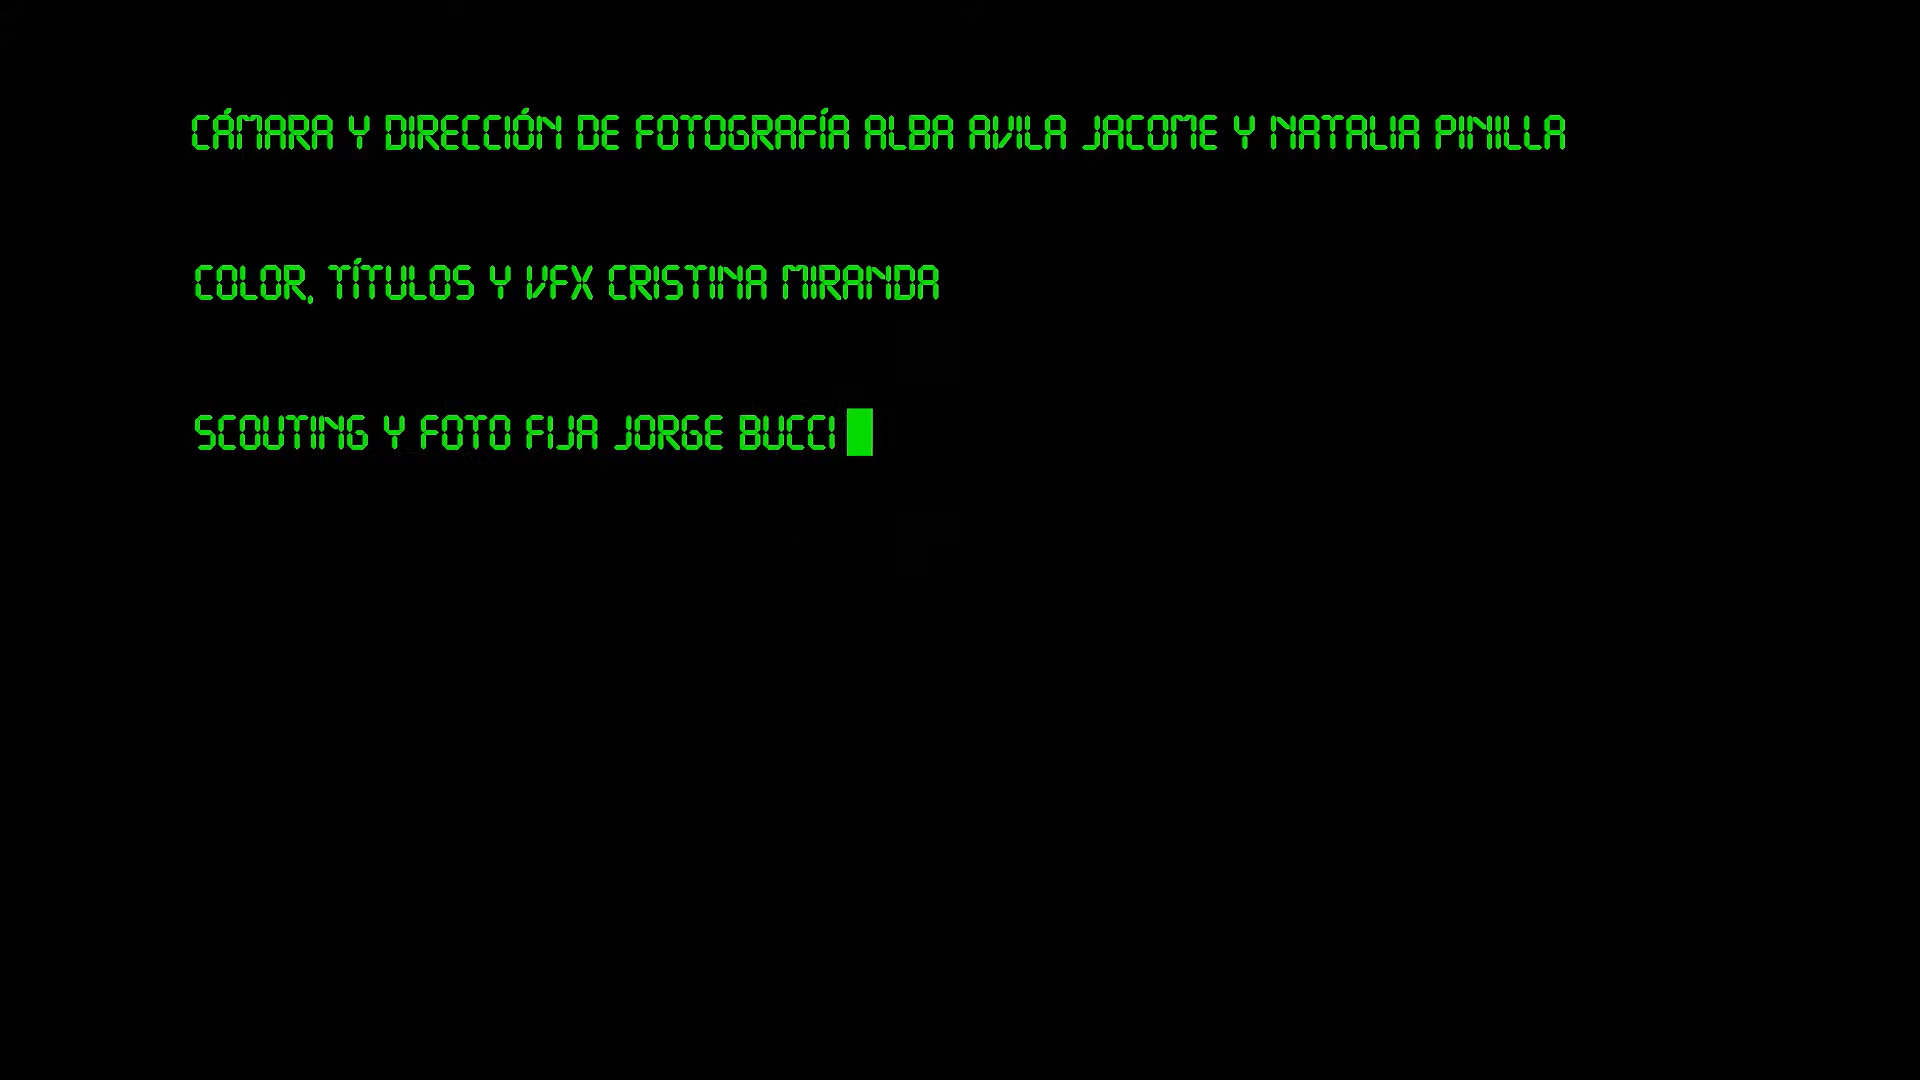 CÁMARA Y DIRECCIÓN DE FOTOGRAFÍA ALBA AVILA JACOME Y NATALIA PINILLA
COLOR, TÍTULOS Y VFX CRISTINA MIRANDA
SCOUTING Y FOTO FIJA JORGE BUCCI